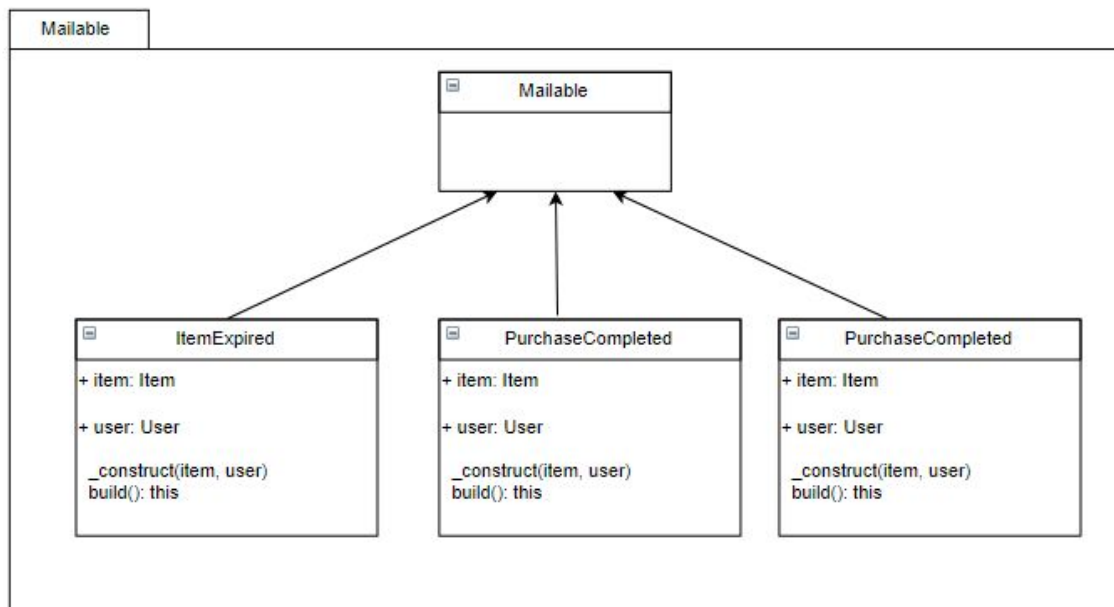 Mailable
Mailable
ItemExpired
+ item: Item
+ user: User
_construct(item, user)
build(): this
PurchaseCompleted
+ item: Item
+ user: User
_construct(item, user)
build(): this
PurchaseCompleted
+ item: Item
+ user: User
_construct(item, user)
build(): this